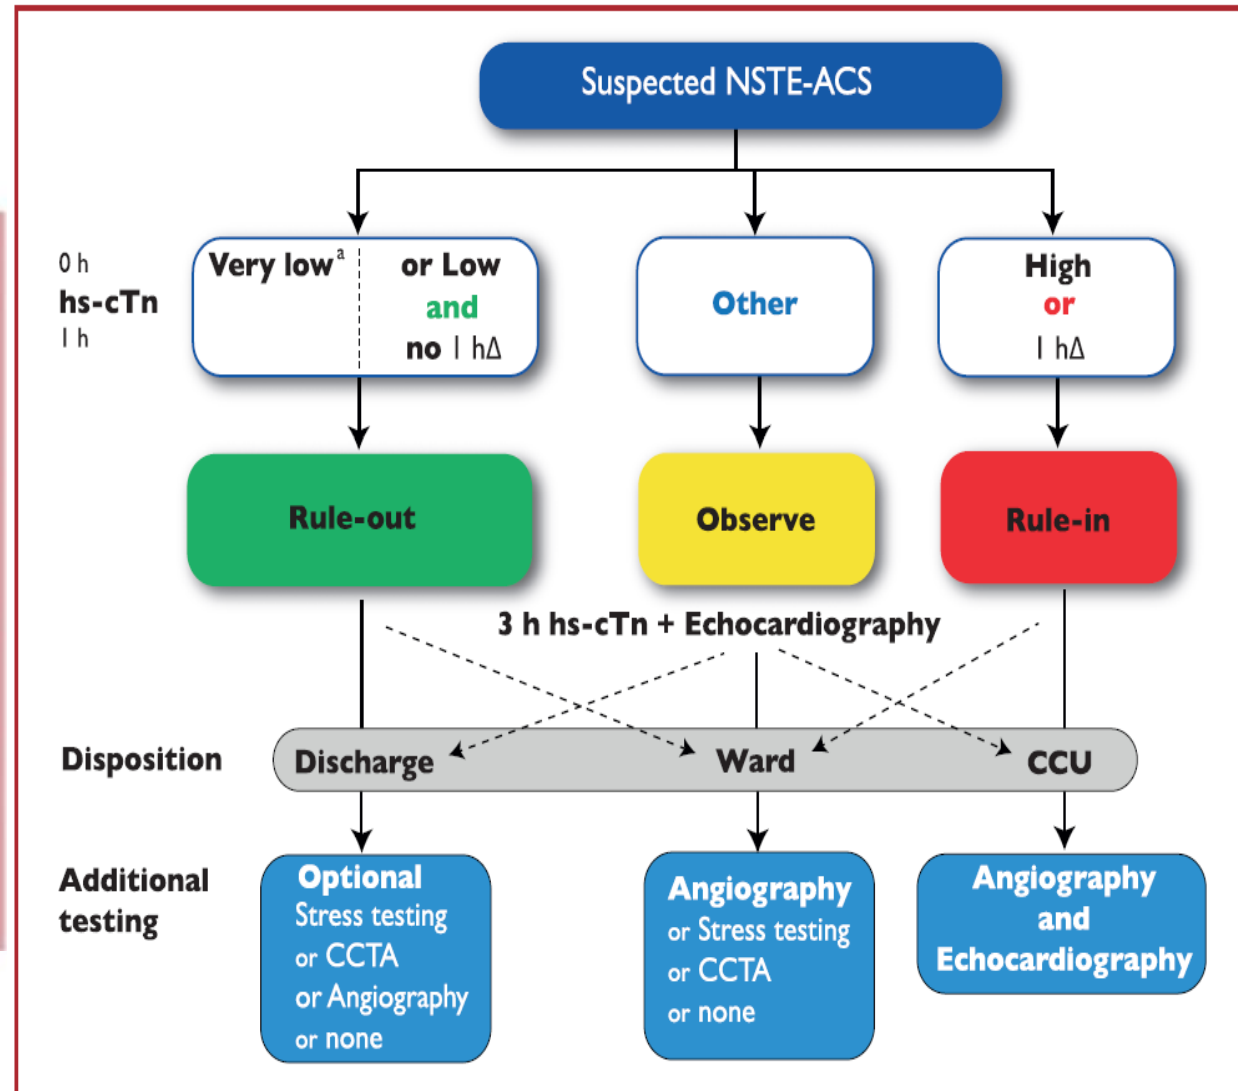 Suspected NSTE-ACS
0 h
hs-cTn
1 h
Very low a
or Low
and
no 1 hΔ
Other
High
or
1 hΔ
Rule-out
Observe
Rule-in
3 h hs-cTn + Echocardiography
Disposition
Discharge
Ward
CCU
Additional
testing
Optional
Stress testing
or CCTA
or Angiography
or none
Angiography
or Stress testing
or CCTA
or none
Angiography
and
Echocardiography